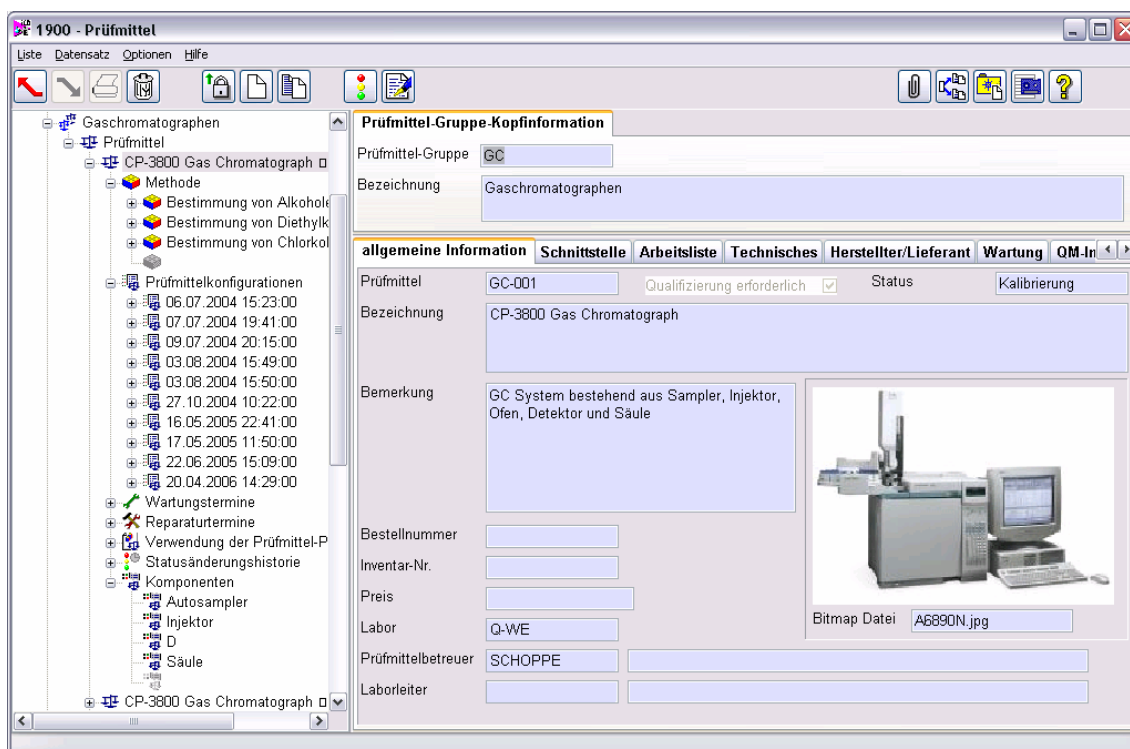 1900 - Prüfmittel
Liste Datensatz Optionen Hilfe
Gaschromatographen
Prüfmittel
CP-3800 Gas Chromatograph
Methode
Bestimmung von Alkohole
Bestimmung von Diethylk
Bestimmung von Chlorkol
Prüfmittelkonfigurationen
06.07.2004 15:23:00
07.07.2004 19:41:00
09.07.2004 20:15:00
03.08.2004 15:49:00
03.08.2004 15:50:00
27.10.2004 10:22:00
16.05.2005 22:41:00
17.05.2005 11:50:00
22.06.2005 15:09:00
20.04.2006 14:29:00
Wartungstermine
Reparaturtermine
Verwendung der Prüfmittel-P
Statusänderungshistorie
Komponenten
Autosampler
Injektor
D
Säule
CP-3800 Gas Chromatograph
Prüfmittel-Gruppe-Kopfinformation
Prüfmittel-Gruppe GC
Bezeichnung Gaschromatographen
allgemeine Information Schnittstelle Arbeitsliste Technisches Herstellter/Lieferant Wartung QM-In
Prüfmittel GC-001 Qualifizierung erforderlich Status Kalibrierung
Bezeichnung CP-3800 Gas Chromatograph
Bemerkung GC System bestehend aus Sampler, Injektor,
Ofen, Detektor und Säule
Bestellnummer
Inventar-Nr.
Preis
Bitmap Datei A6890N.jpg
Labor Q-WE
Prüfmittelbetreuer SCHOPPE
Laborleiter